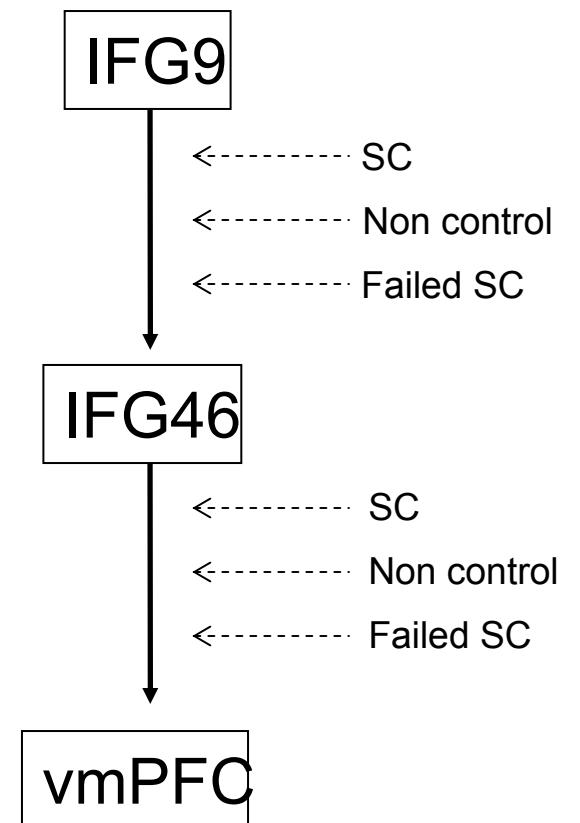 IFG9
SC
Non control
Failed SC
IFG46
SC
Non control
Failed SC
vmPFC